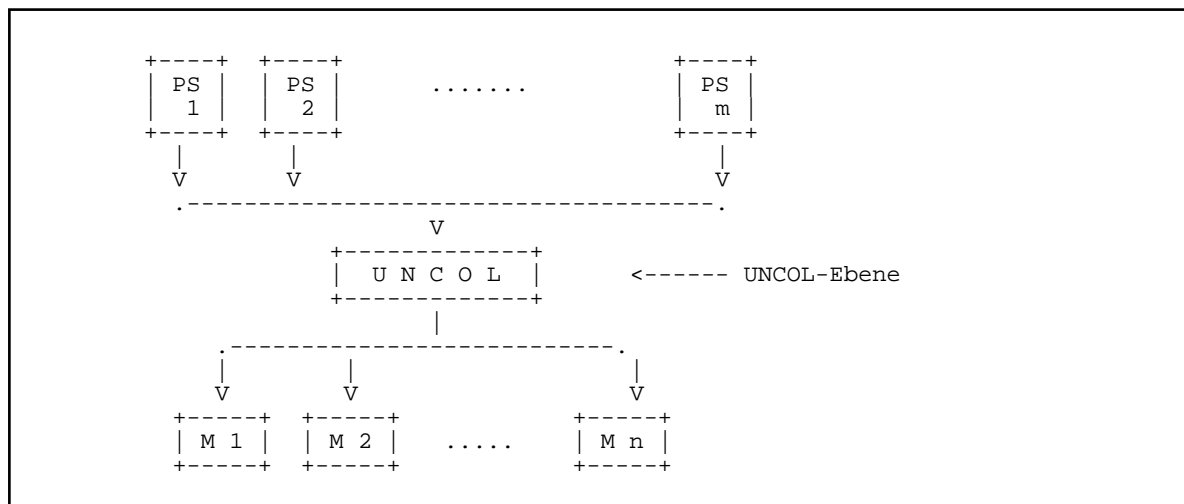 PS PS ....... PS
1 2 m
V V V
V
U N C O L <------ UNCOL-Ebene
V V V
M 1 M 2 ..... M n